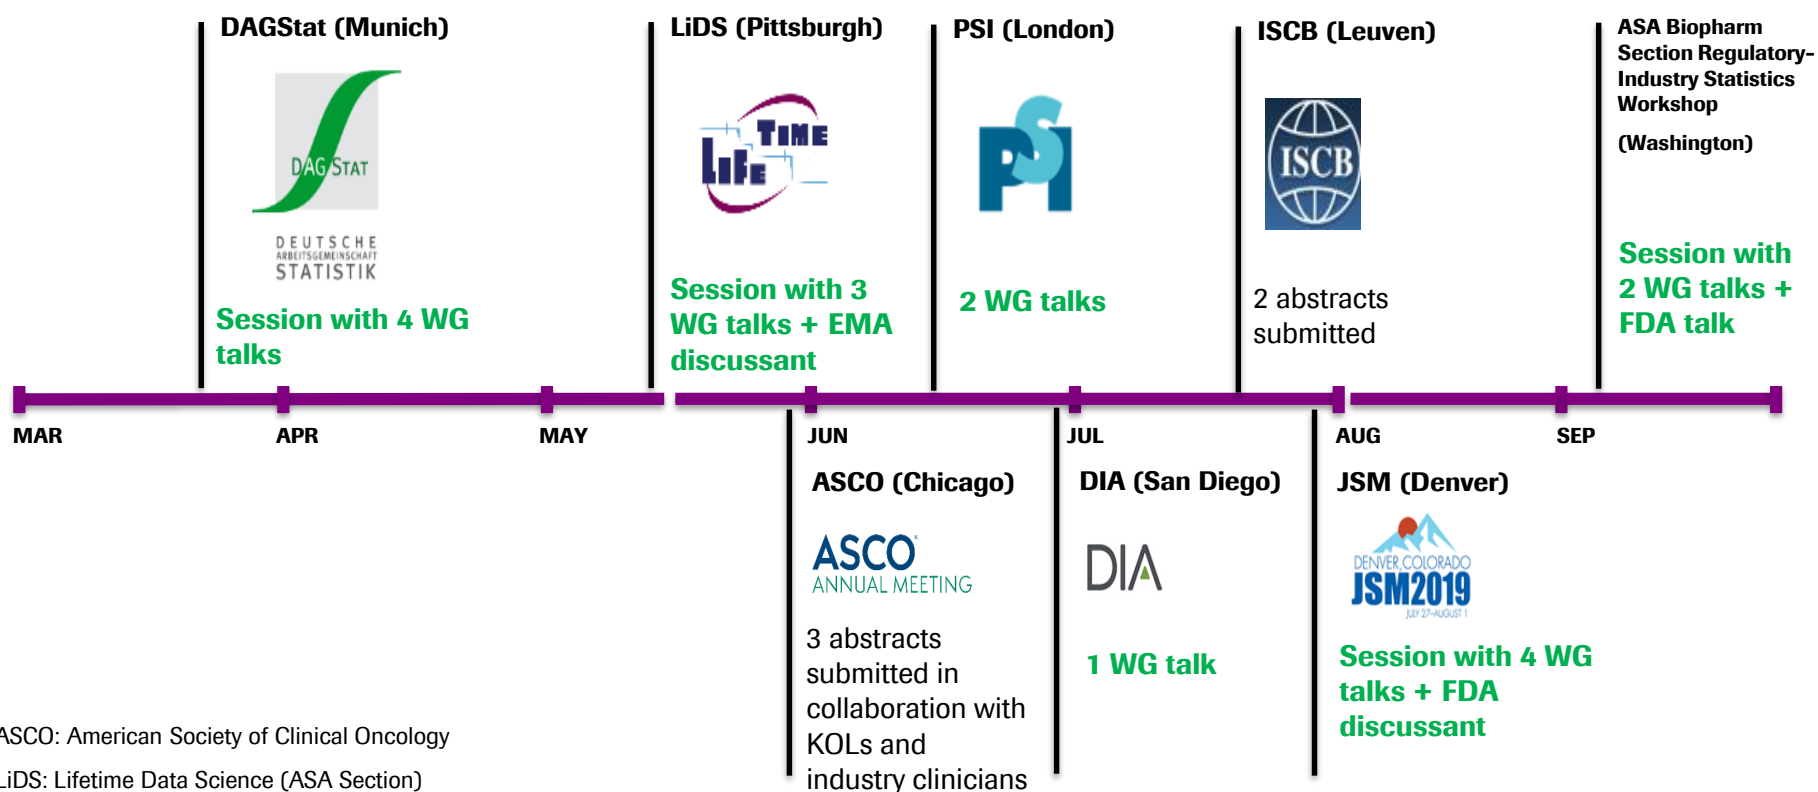 DAGStat (Munich)
DAG STAT
DEUTSCHE
ARBEITSGEMEINSCHAFT
STATISTIK
Session with 4 WG
talks
LiDS (Pittsburgh)
LIFE TIME
Session with 3
WG talks + EMA
discussant
PSI (London)
PSI
2 WG talks
ISCB (Leuven)
ISCB
2 abstracts
submitted
ASA Biopharm
Section Regulatory-
Industry Statistics
Workshop
(Washington)
Session with
2 WG talks +
FDA talk
MAR
APR
MAY
JUN
JUL
AUG
SEP
ASCO (Chicago)
ASCO
ANNUAL MEETING
3 abstracts
submitted in
collaboration with
KOLs and
industry clinicians
DIA (San Diego)
DIA
1 WG talk
JSM (Denver)
DENVER, COLORADO
JSM2019
JULY 27-AUGUST 1
Session with 4 WG
talks + FDA
discussant
ASCO: American Society of Clinical Oncology
LiDS: Lifetime Data Science (ASA Section)